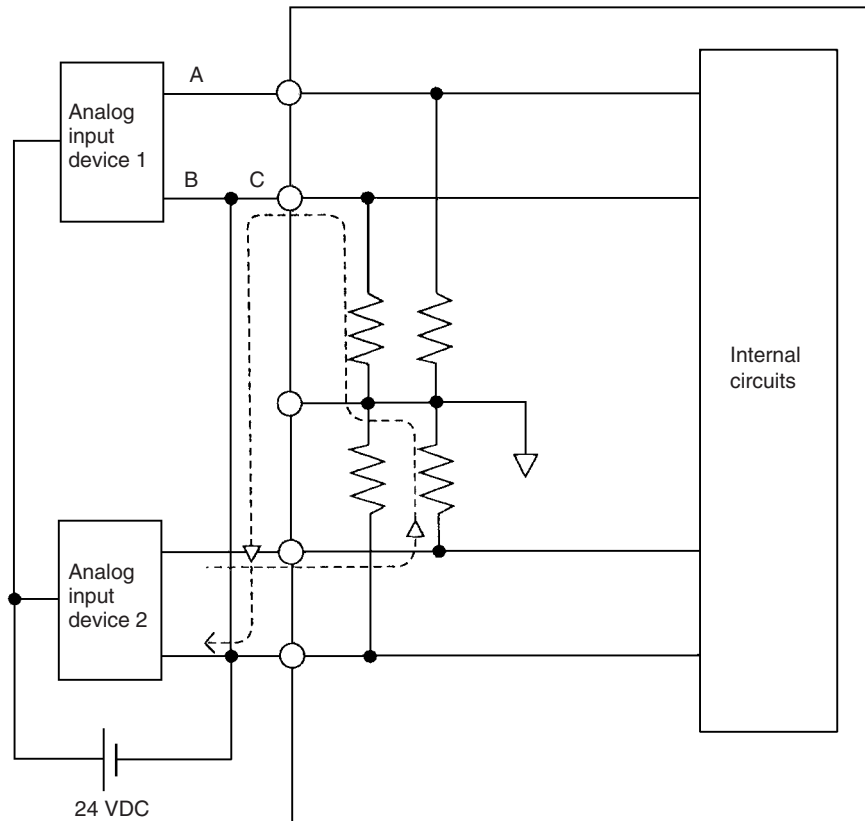 A
Analog
input
device 1
B
C
Internal
circuits
Analog
input
device 2
24 VDC